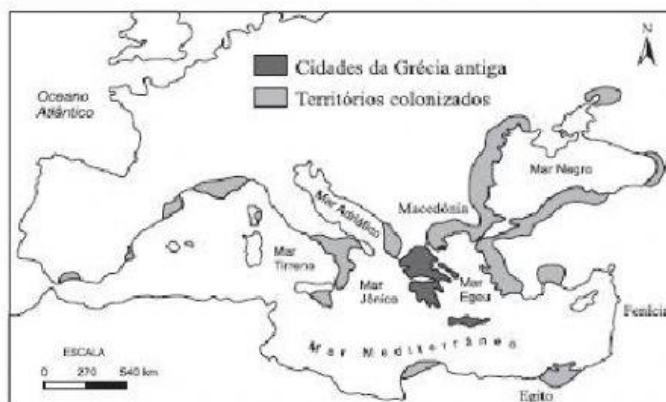 N
Cidades da Grécia antiga
Territórios colonizados
Oceano
Atlântico
Mar Negro
Mar Adriático
Macedônia
Mar
Tirreno
Mar
Jônico
Mar
Egeu
Fenícia
Mar Mediterrâneo
ESCALA
0 270 540 km
Egito